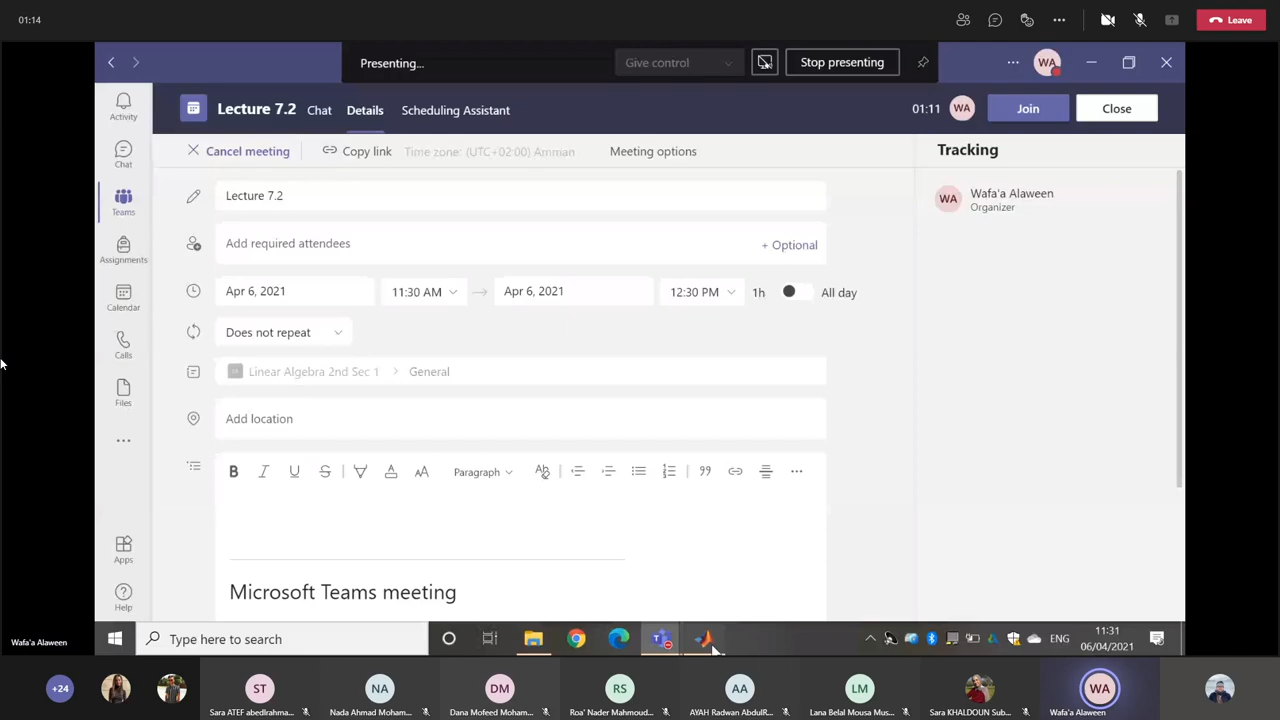 01:14
Leave
Presenting...
Give control
Stop presenting
WA
Activity
Chat
Teams
Assignments
Calendar
Calls
Files
Apps
Help
Lecture 7.2
Chat
Details
Scheduling Assistant
01:11
WA
Join
Close
Cancel meeting
Copy link
Time zone: (UTC+02:00) Amman
Meeting options
Tracking
WA
Wafa'a Alaween
Organizer
Lecture 7.2
Add required attendees
+ Optional
Apr 6, 2021
11:30 AM
Apr 6, 2021
12:30 PM
1h
All day
Does not repeat
Linear Algebra 2nd Sec 1 > General
Add location
Paragraph
Microsoft Teams meeting
Type here to search
ENG
11:31
06/04/2021
Wafa'a Alaween
+24
ST
Sara ATEF abedlrahma...
NA
Nada Ahmad Moham...
DM
Dana Mofeed Moham...
RS
Roa' Nader Mahmoud...
AA
AYAH Radwan AbdulR...
LM
Lana Belal Mousa Mus...
Sara KHALDOUN Sub...
WA
Wafa'a Alaween